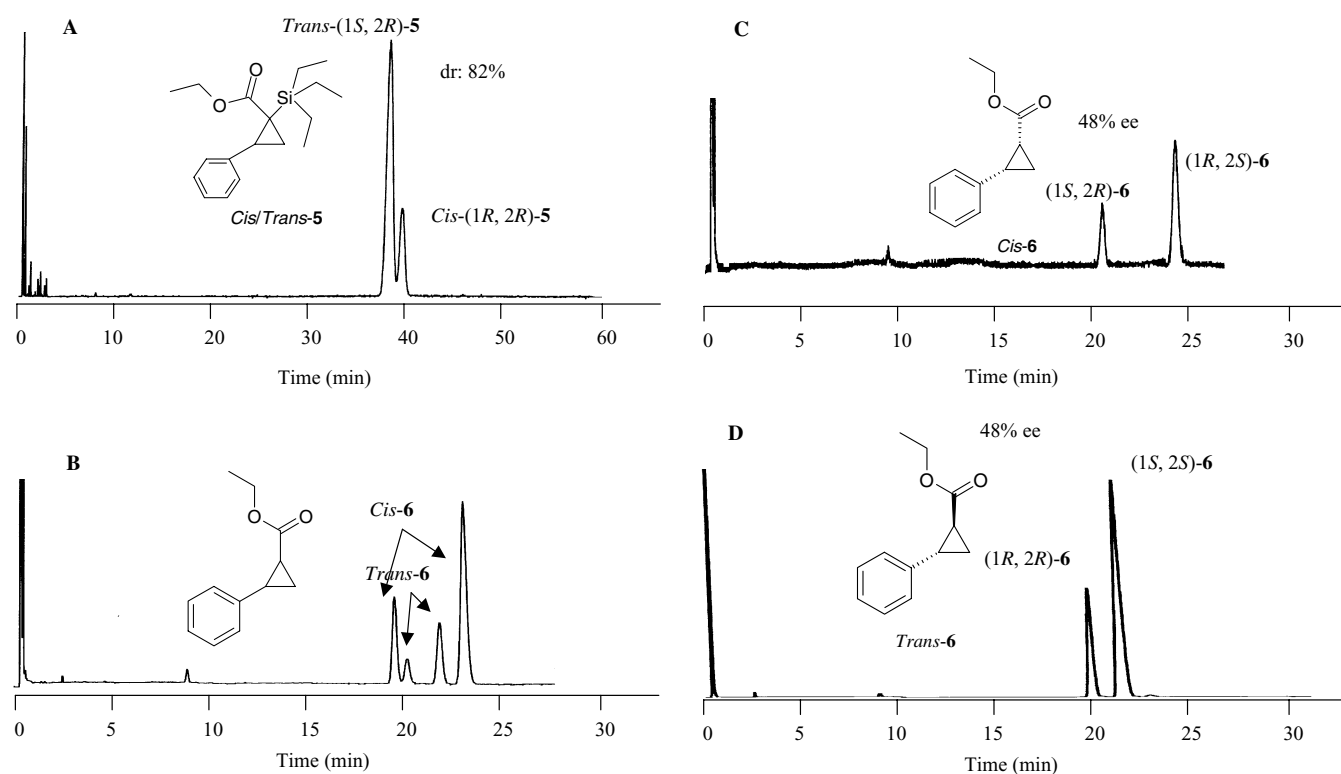 A
Trans-(1S, 2R)-5
dr: 82%
O
O
Si
Cis/Trans-5
Cis-(1R, 2R)-5
0 10 20 30 40 50 60
Time (min)
B
O
O
Cis-6
Trans-6
0 5 10 15 20 25 30
Time (min)
C
O
O
48% ee
(1R, 2S)-6
(1S, 2R)-6
Cis-6
0 5 10 15 20 25 30
Time (min)
D
48% ee
(1S, 2S)-6
O
O
(1R, 2R)-6
Trans-6
0 5 10 15 20 25 30
Time (min)